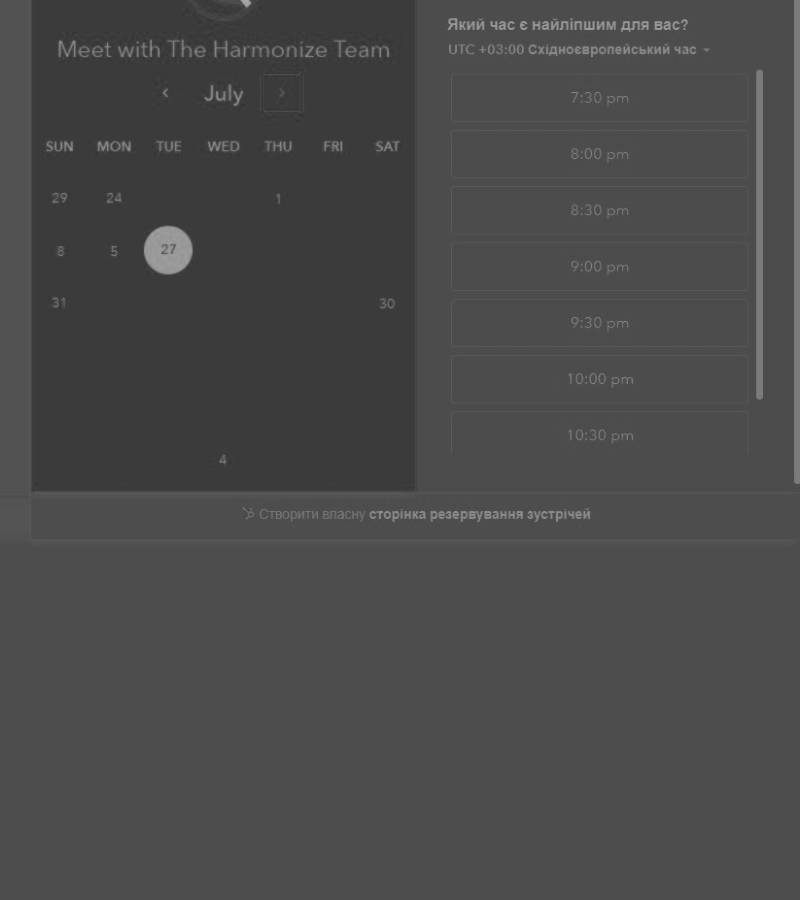 Meet with The Harmonize Team
July
SUN MON TUE WED THU FRI SAT
29 24 1
8 5 27
31 30
4
Який час є найліпшим для вас?
UTC +03:00 Східноєвропейський час
7:30 pm
8:00 pm
8:30 pm
9:00 pm
9:30 pm
10:00 pm
10:30 pm
Створити власну сторінка резервування зустрічей